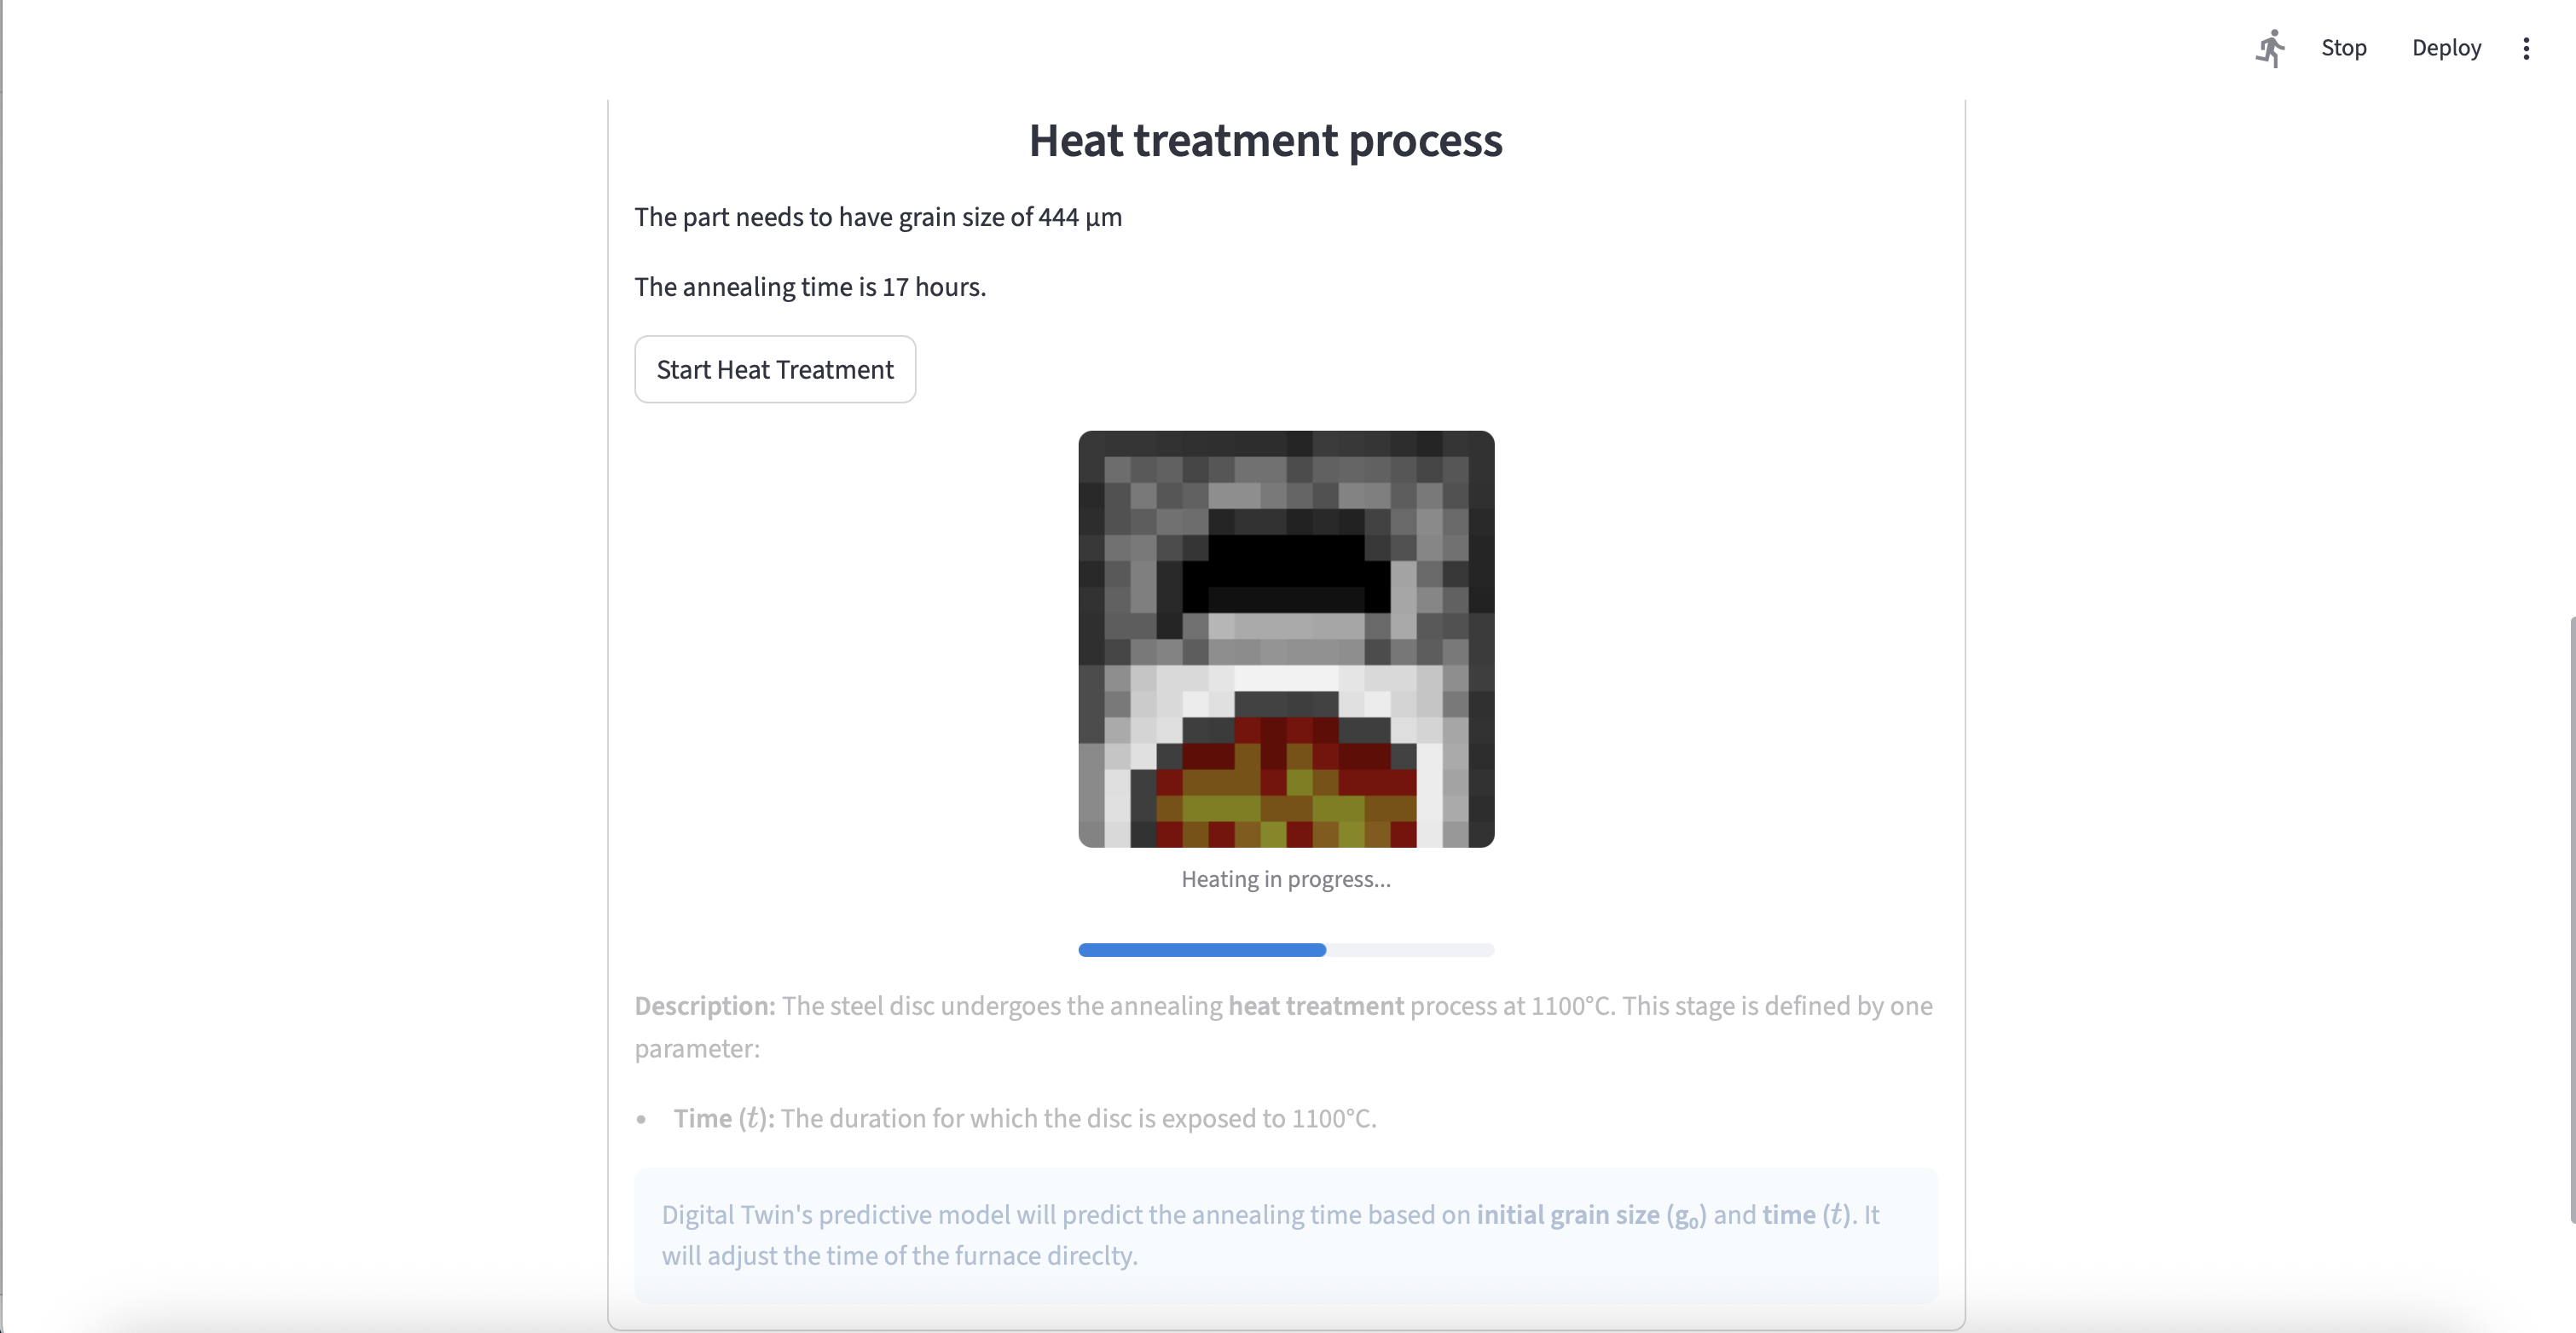 Stop Deploy
Heat treatment process
The part needs to have grain size of 444 µm
The annealing time is 17 hours.
Start Heat Treatment
Heating in progress...
Description: The steel disc undergoes the annealing heat treatment process at 1100°C. This stage is defined by one
parameter:
• Time (t): The duration for which the disc is exposed to 1100°C.
Digital Twin's predictive model will predict the annealing time based on initial grain size (g₀) and time (t). It
will adjust the time of the furnace direclty.